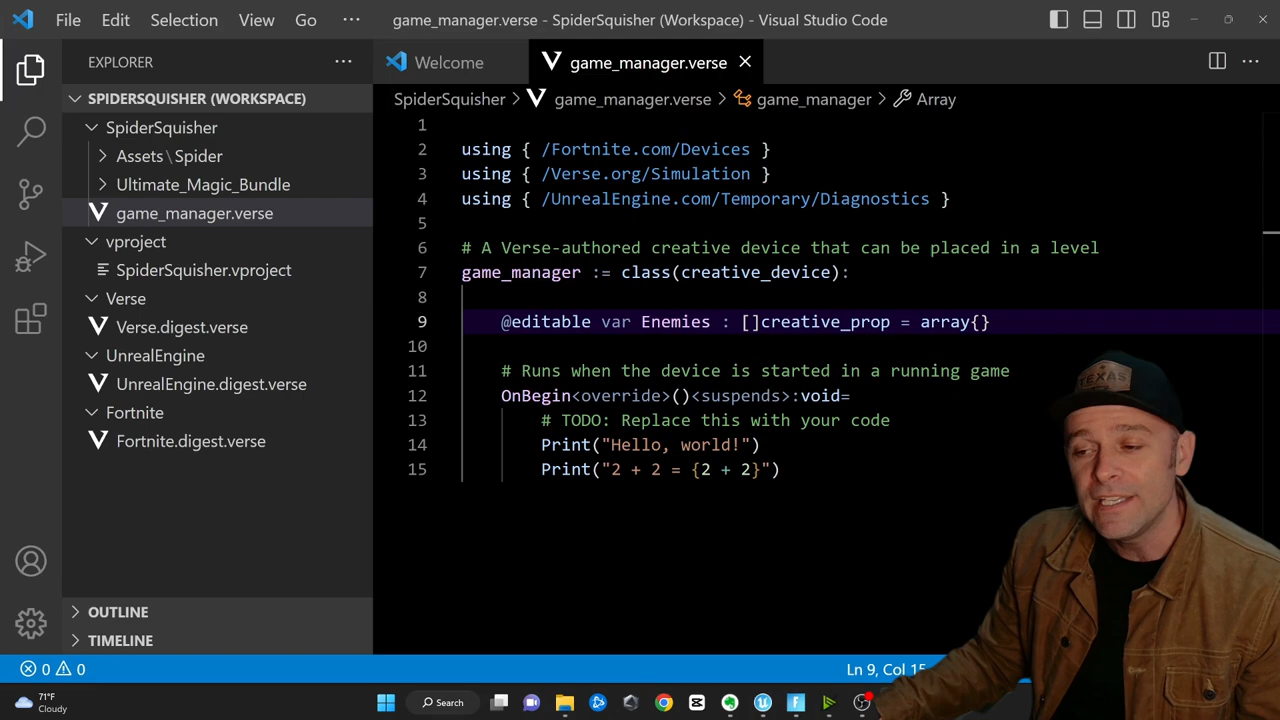 File Edit Selection View Go ··· game_manager.verse - SpiderSquisher (Workspace) - Visual Studio Code
EXPLORER ···
Welcome
game_manager.verse
SPIDERSQUISHER (WORKSPACE)
SpiderSquisher
Assets\Spider
Ultimate_Magic_Bundle
game_manager.verse
vproject
SpiderSquisher.vproject
Verse
Verse.digest.verse
UnrealEngine
UnrealEngine.digest.verse
Fortnite
Fortnite.digest.verse
OUTLINE
TIMELINE
SpiderSquisher > game_manager.verse > game_manager > Array
1
2 using { /Fortnite.com/Devices }
3 using { /Verse.org/Simulation }
4 using { /UnrealEngine.com/Temporary/Diagnostics }
5
6 # A Verse-authored creative device that can be placed in a level
7 game_manager := class(creative_device):
8
9 @editable var Enemies : []creative_prop = array{}
10
11 # Runs when the device is started in a running game
12 OnBegin<override>()<suspends>:void=
13 # TODO: Replace this with your code
14 Print("Hello, world!")
15 Print("2 + 2 = {2 + 2}")
TEXAS
0 0
Ln 9, Col 15
71°F
Cloudy
Search